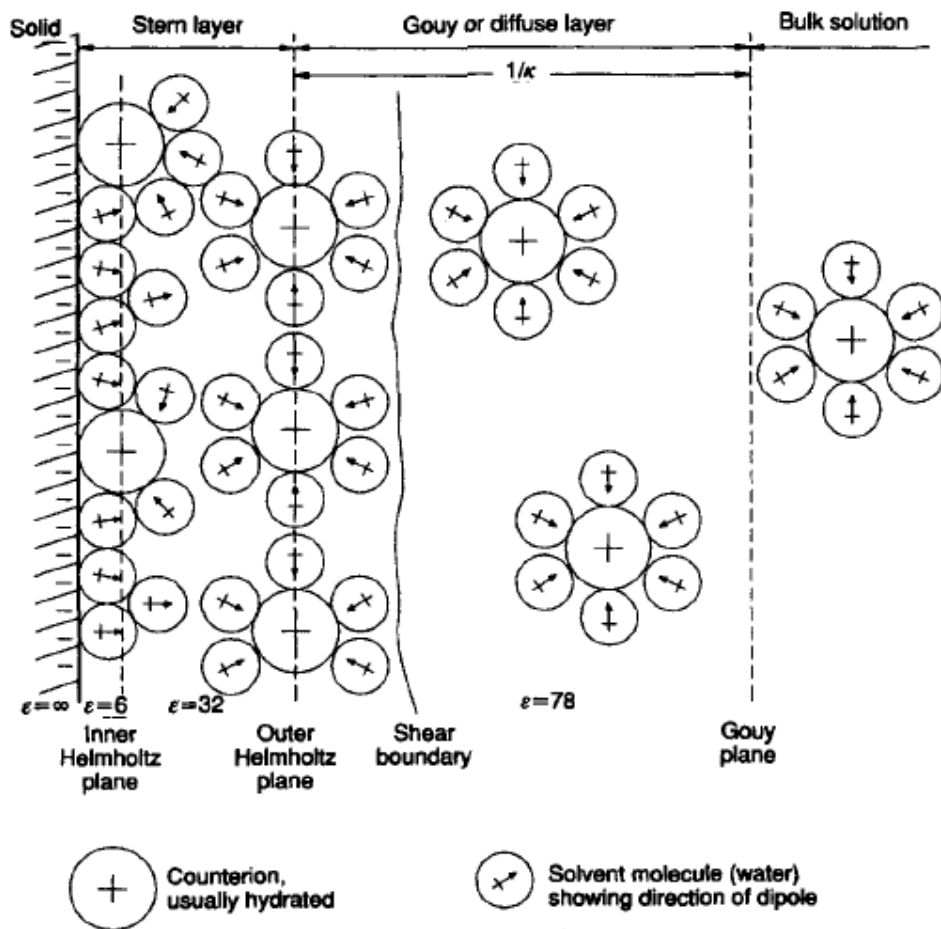 Solid
Stern layer
Gouy or diffuse layer
Bulk solution
1/κ
ε=∞ ε=6 ε=32 ε=78
Inner
Helmholtz
plane
Outer
Helmholtz
plane
Shear
boundary
Gouy
plane
Counterion,
usually hydrated
Solvent molecule (water)
showing direction of dipole